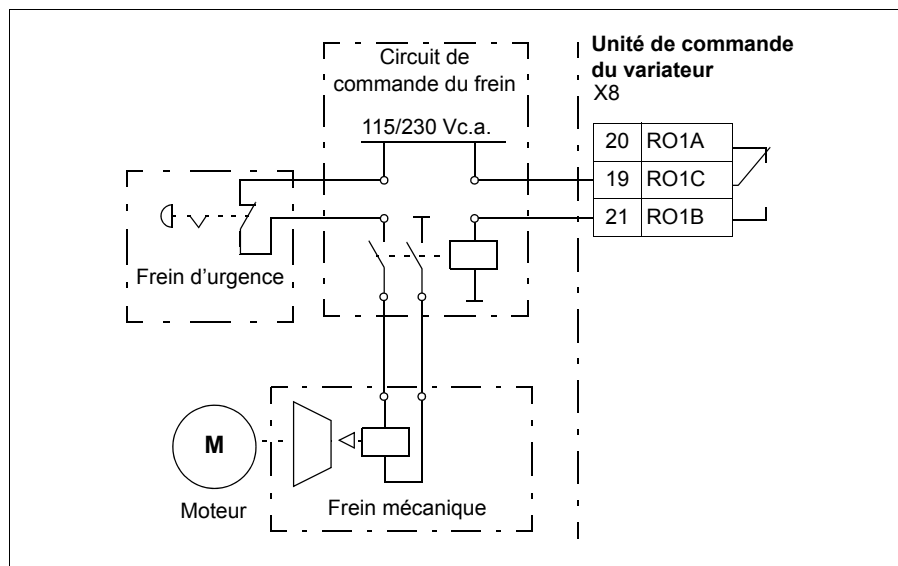 Circuit de
commande du frein
115/230 Vc.a.
Unité de commande
du variateur
X8
20 RO1A
19 RO1C
21 RO1B
Frein d'urgence
M
Moteur
Frein mécanique